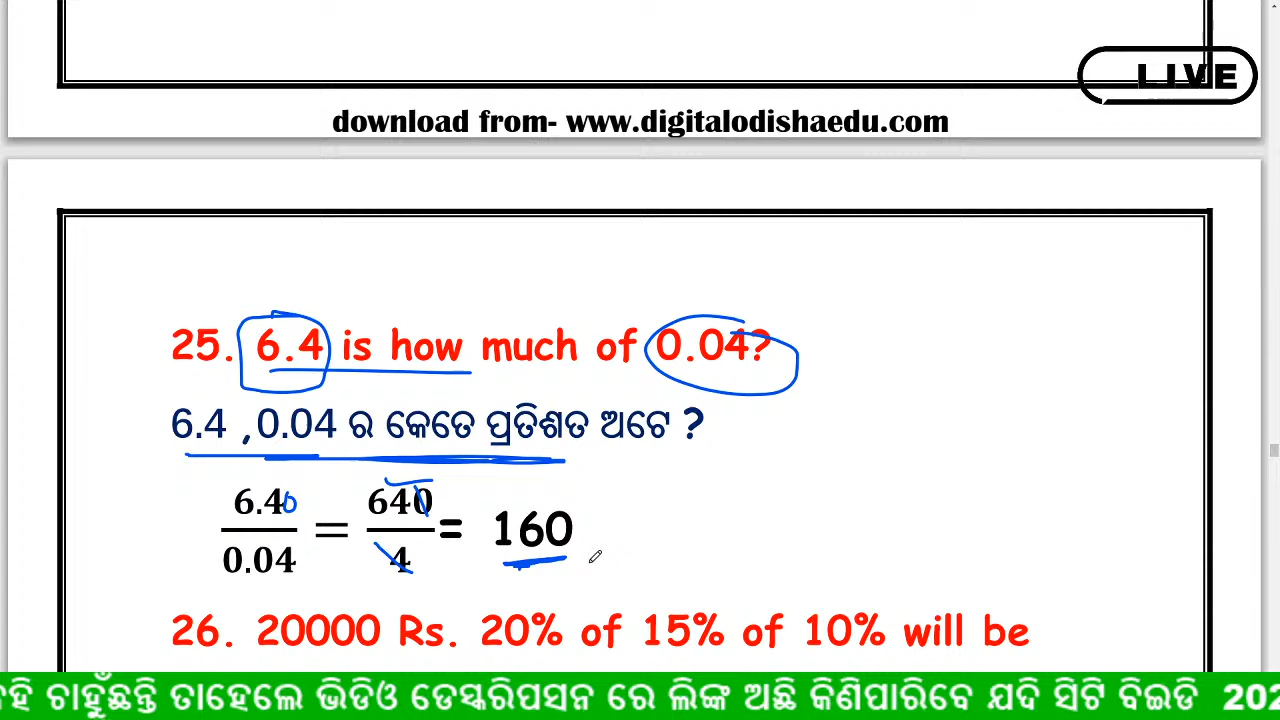 LIVE
download from- www.digitalodishaedu.com
25. 6.4 is how much of 0.04?
6.4 ,0.04 ର କେତେ ପ୍ରତିଶତ ଅଟେ ?
6.40/0.04 = 640/4 = 160
26. 20000 Rs. 20% of 15% of 10% will be
ଚାହୁଁଛନ୍ତି ତାହେଲେ ଭିଡିଓ ଡେସ୍କରିପସନ ରେ ଲିଙ୍କ ଅଛି କିଣିପାରିବେ ଯଦି ସିଟି ବିଇଡି 202